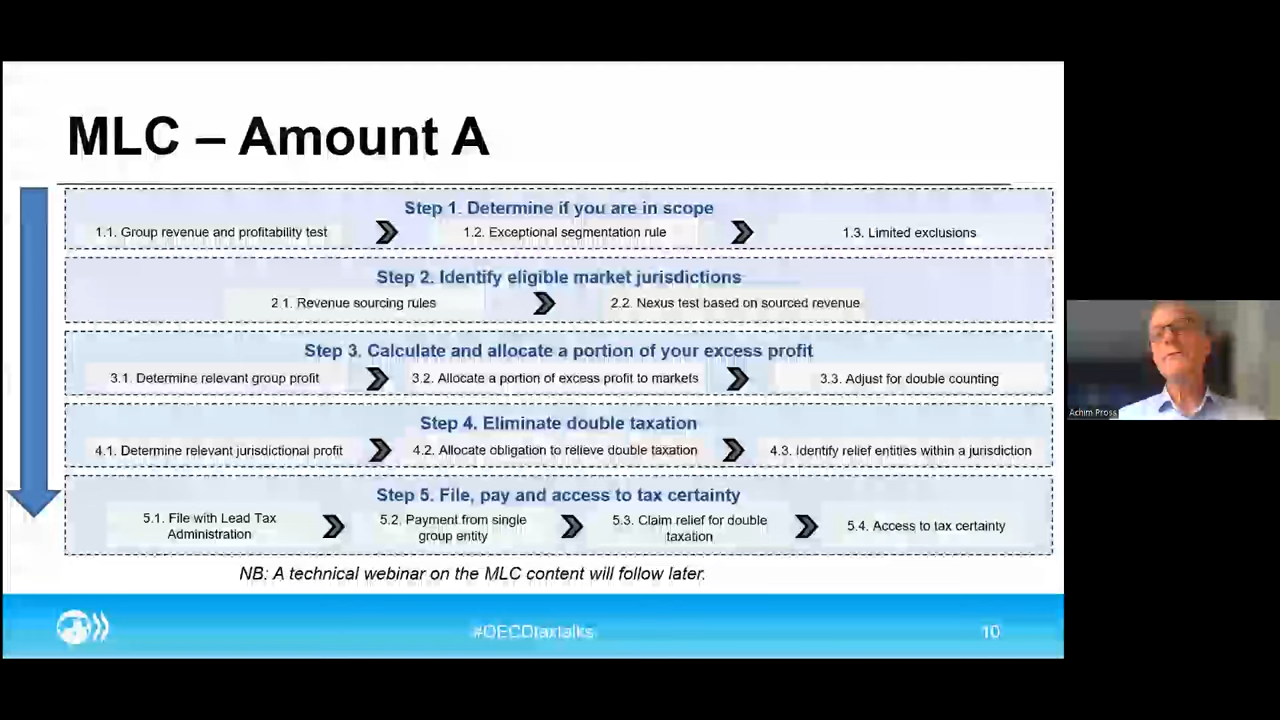 MLC – Amount A
Step 1. Determine if you are in scope
1.1. Group revenue and profitability test
1.2. Exceptional segmentation rule
1.3. Limited exclusions
Step 2. Identify eligible market jurisdictions
2.1. Revenue sourcing rules
2.2. Nexus test based on sourced revenue
Step 3. Calculate and allocate a portion of your excess profit
3.1. Determine relevant group profit
3.2. Allocate a portion of excess profit to markets
3.3. Adjust for double counting
Step 4. Eliminate double taxation
4.1. Determine relevant jurisdictional profit
4.2. Allocate obligation to relieve double taxation
4.3. Identify relief entities within a jurisdiction
Step 5. File, pay and access to tax certainty
5.1. File with Lead Tax
Administration
5.2. Payment from single
group entity
5.3. Claim relief for double
taxation
5.4. Access to tax certainty
NB: A technical webinar on the MLC content will follow later.
#OECDtaxtalks
10
Achim Pross